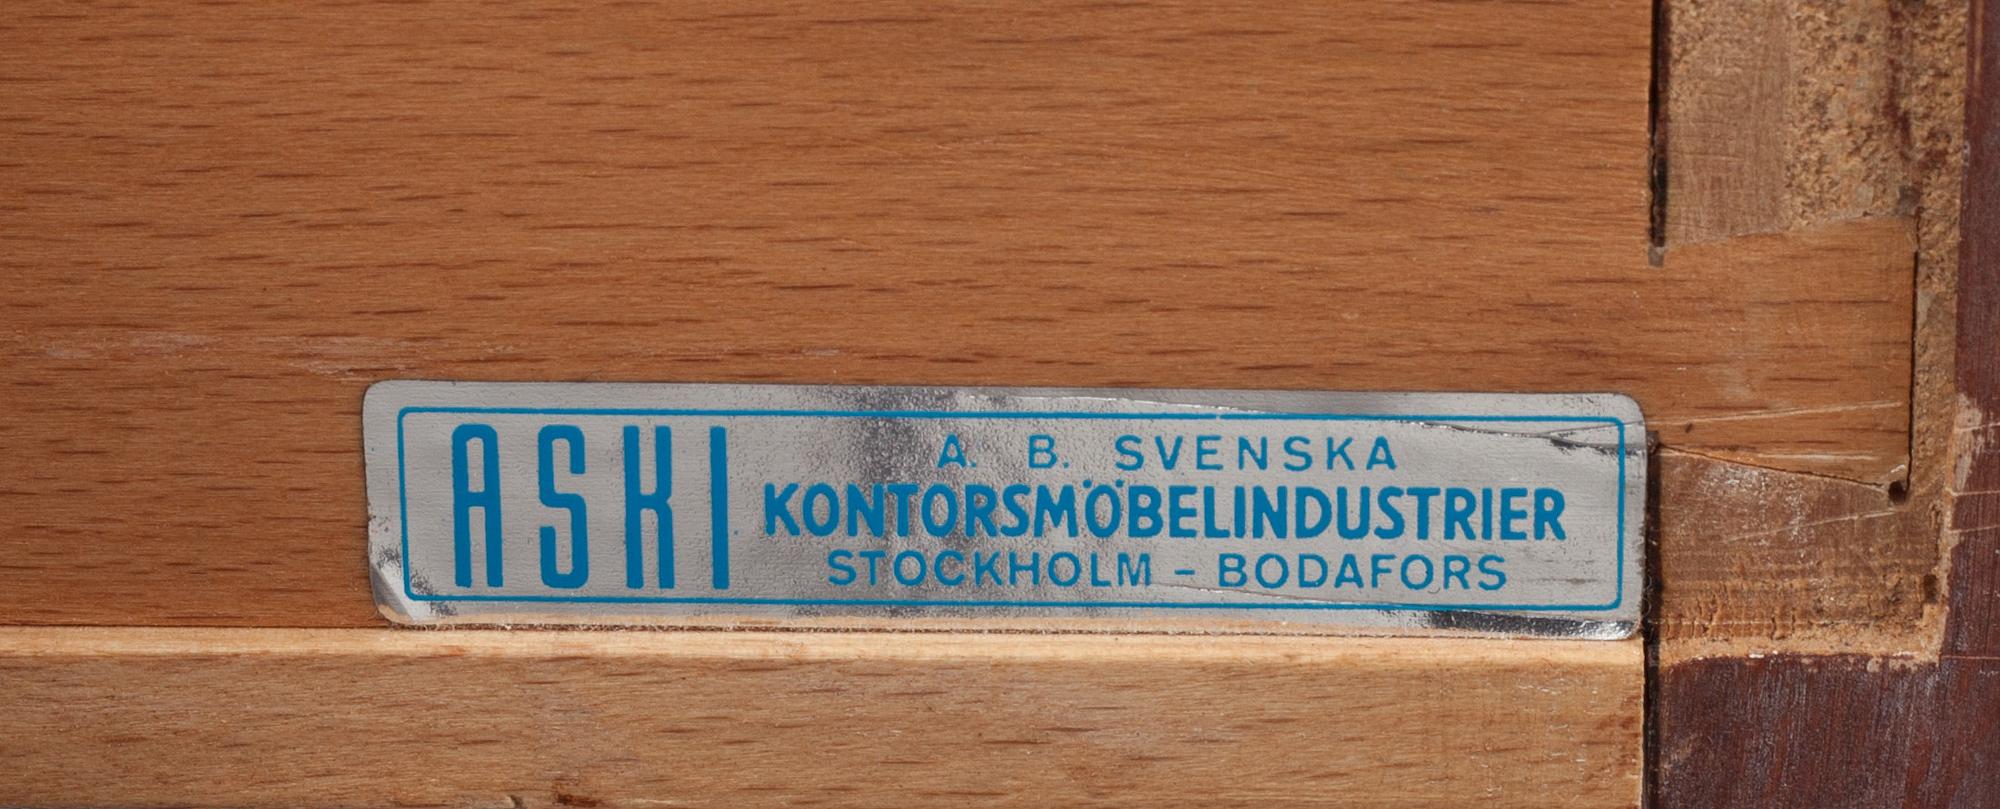 ASKI
A. B. SVENSKA
KONTORSMÖBELINDUSTRIER
STOCKHOLM - BODAFORS